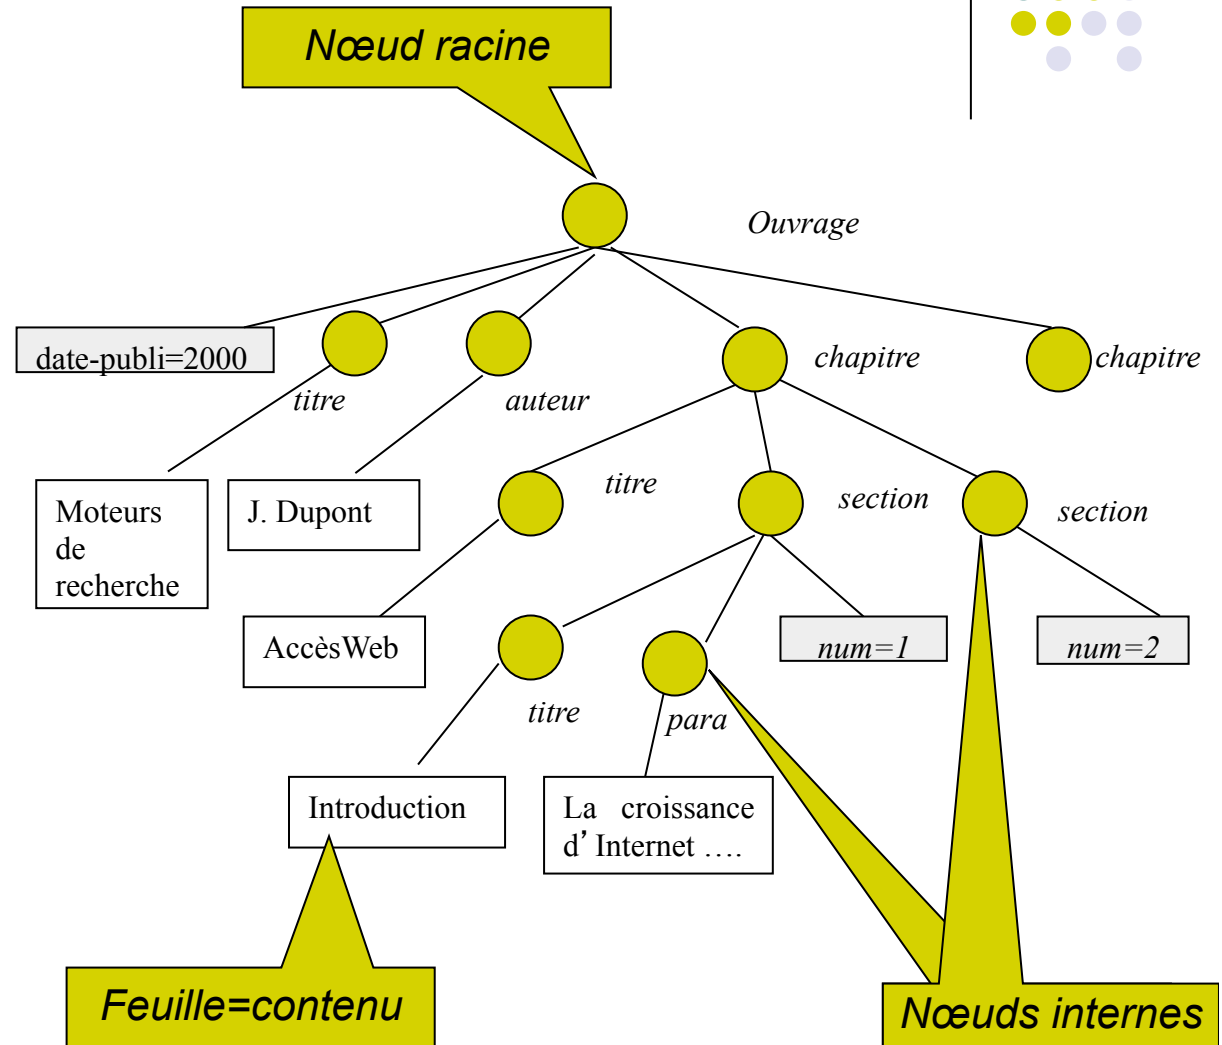 Nœud racine
Ouvrage
date-publi=2000
titre
auteur
chapitre
chapitre
Moteurs
de
recherche
J. Dupont
titre
section
section
AccèsWeb
num=1
num=2
titre
para
Introduction
La croissance
d’ Internet ….
Feuille=contenu
Nœuds internes